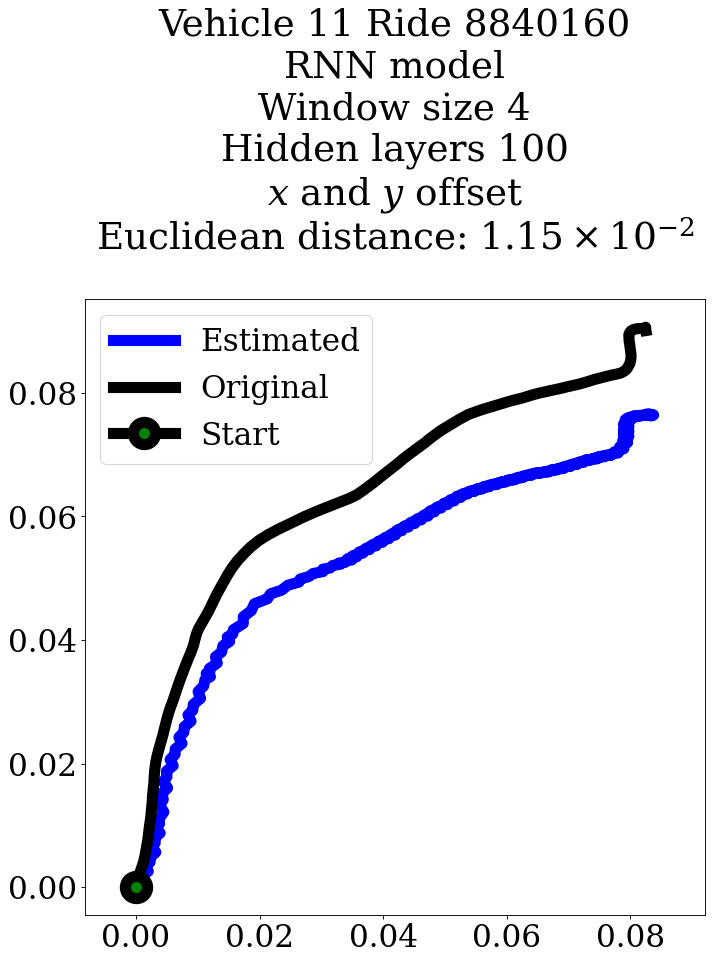 Vehicle 11 Ride 8840160
RNN model
Window size 4
Hidden layers 100
x and y offset
Euclidean distance: 1.15 × 10⁻²
Estimated
Original
Start
0.08
0.06
0.04
0.02
0.00
0.00 0.02 0.04 0.06 0.08